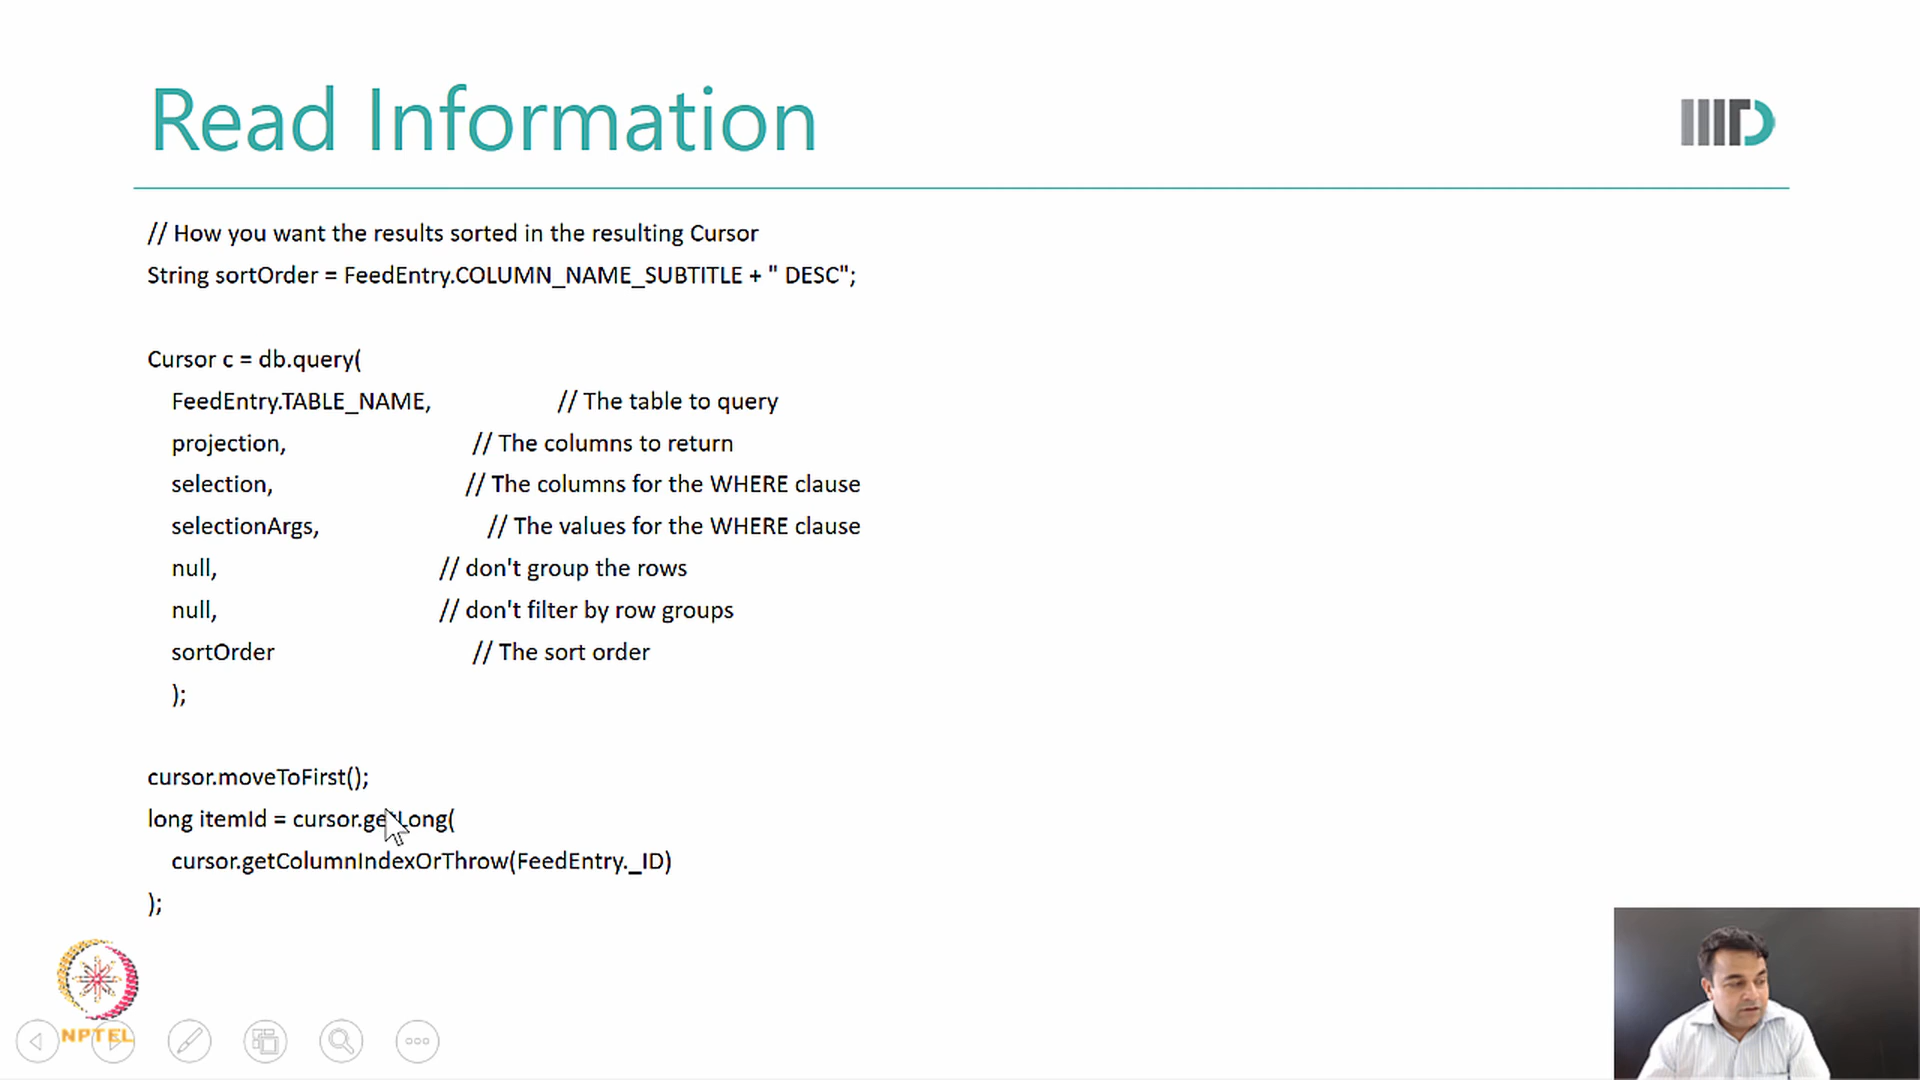 Read Information
IIITD
// How you want the results sorted in the resulting Cursor
String sortOrder = FeedEntry.COLUMN_NAME_SUBTITLE + " DESC";
Cursor c = db.query(
FeedEntry.TABLE_NAME, // The table to query
projection, // The columns to return
selection, // The columns for the WHERE clause
selectionArgs, // The values for the WHERE clause
null, // don't group the rows
null, // don't filter by row groups
sortOrder // The sort order
);
cursor.moveToFirst();
long itemId = cursor.getLong(
cursor.getColumnIndexOrThrow(FeedEntry._ID)
);
NPTEL